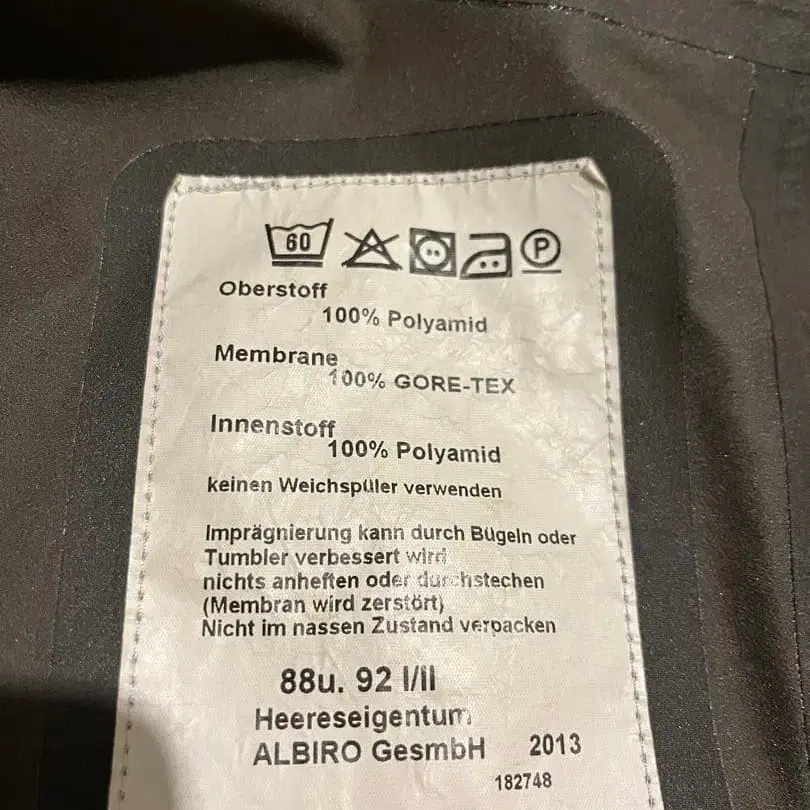 60 P
Oberstoff
100% Polyamid
Membrane
100% GORE-TEX
Innenstoff
100% Polyamid
keinen Weichspüler verwenden
Imprägnierung kann durch Bügeln oder
Tumbler verbessert wird
nichts anheften oder durchstechen
(Membran wird zerstört)
Nicht im nassen Zustand verpacken
88u. 92 I/II
Heereseigentum
ALBIRO GesmbH 2013
182748